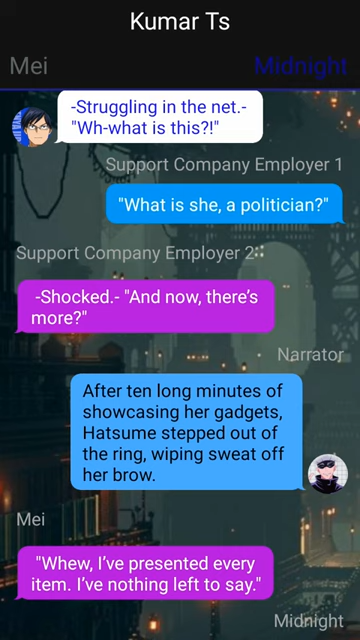 Kumar Ts
Mei
Midnight
-Struggling in the net.-
"Wh-what is this?!"
Support Company Employer 1
"What is she, a politician?"
Support Company Employer 2::
-Shocked.- "And now, there's
more?"
Narrator
After ten long minutes of
showcasing her gadgets,
Hatsume stepped out of
the ring, wiping sweat off
her brow.
Mei
"Whew, I've presented every
item. I've nothing left to say."
Midnight